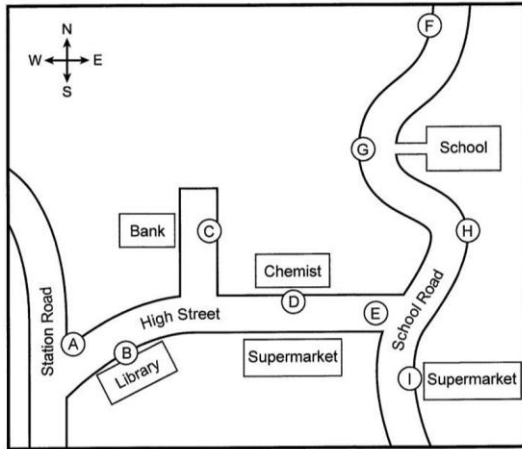 F
N
W E
S
G
School
Bank
C
H
Chemist
D
E
High Street
School Road
Station Road
A
B
Library
Supermarket
I
Supermarket